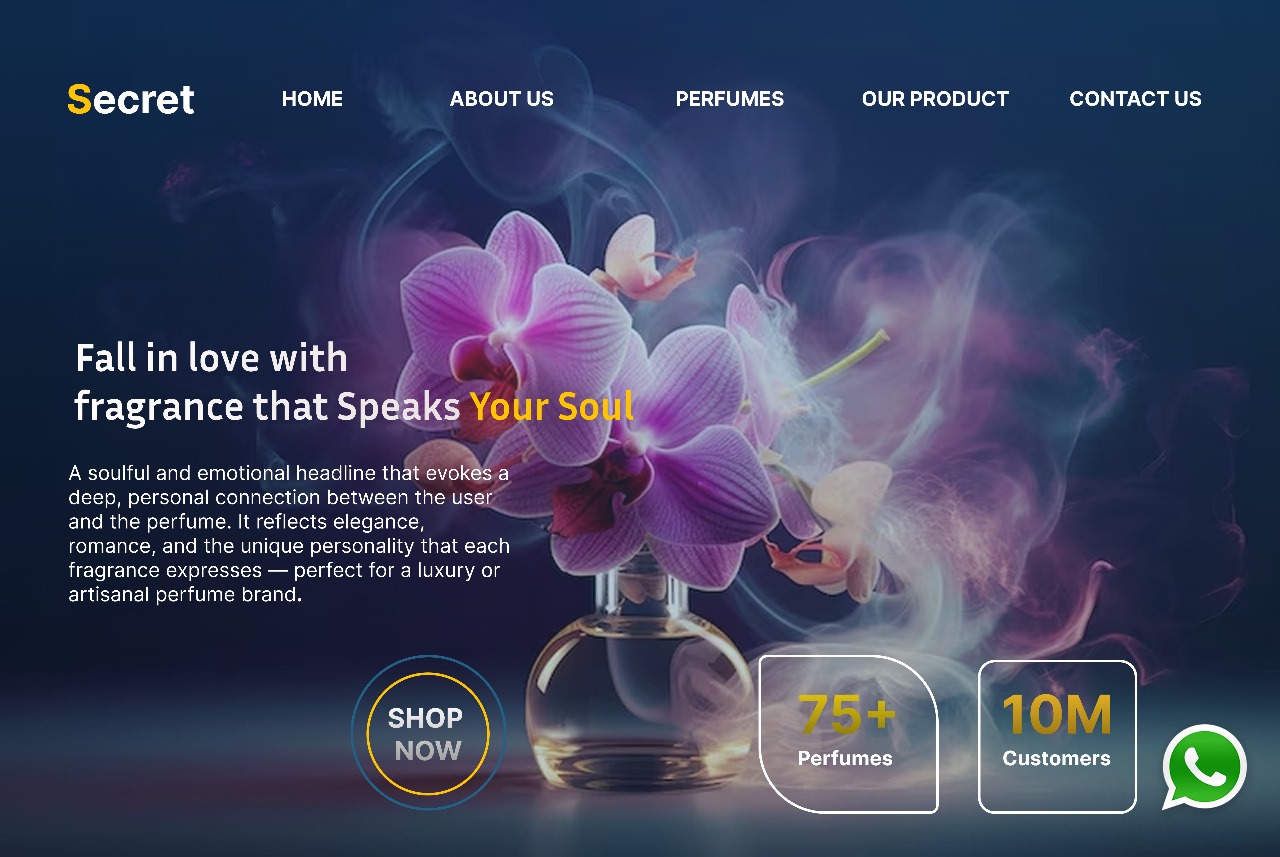 Secret
HOME
ABOUT US
PERFUMES
OUR PRODUCT
CONTACT US
Fall in love with
fragrance that Speaks Your Soul
A soulful and emotional headline that evokes a
deep, personal connection between the user
and the perfume. It reflects elegance,
romance, and the unique personality that each
fragrance expresses — perfect for a luxury or
artisanal perfume brand.
SHOP
NOW
75+
Perfumes
10M
Customers